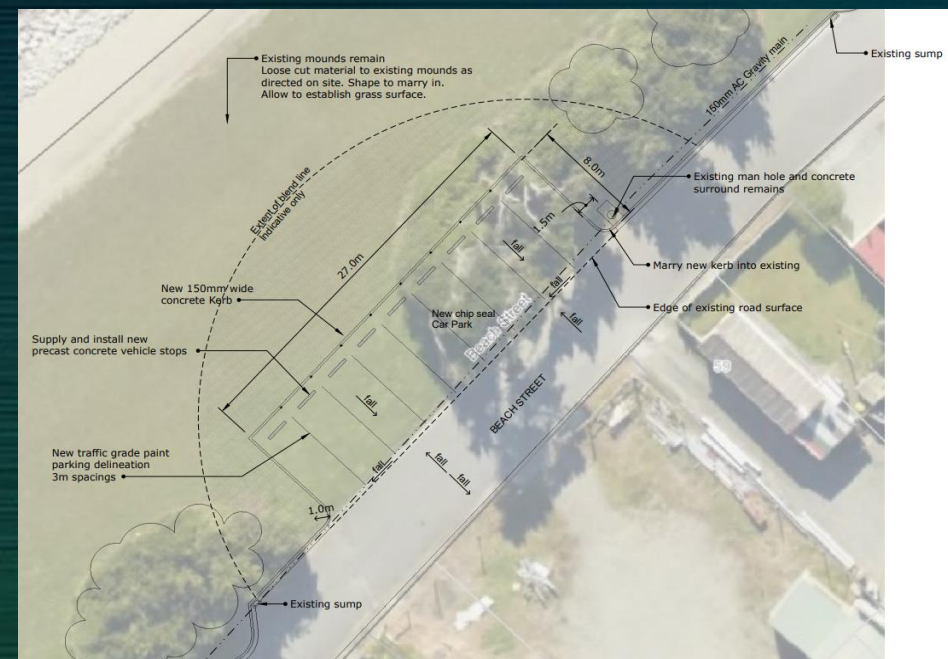 Existing sump
Existing mounds remain
Loose cut material to existing mounds as
directed on site. Shape to marry in.
Allow to establish grass surface.
150mm AC Gravity main
8.0m
Existing man hole and concrete
surround remains
Extent of blend line
indicative only
1.5m
27.0m
fall
Marry new kerb into existing
New 150mm wide
concrete Kerb
fall
Edge of existing road surface
New chip seal
Car Park
Beach Street
fall
Supply and install new
precast concrete vehicle stops
59
BEACH STREET
fall
New traffic grade paint
parking delineation
3m spacings
fall
fall
fall
1.0m
Existing sump